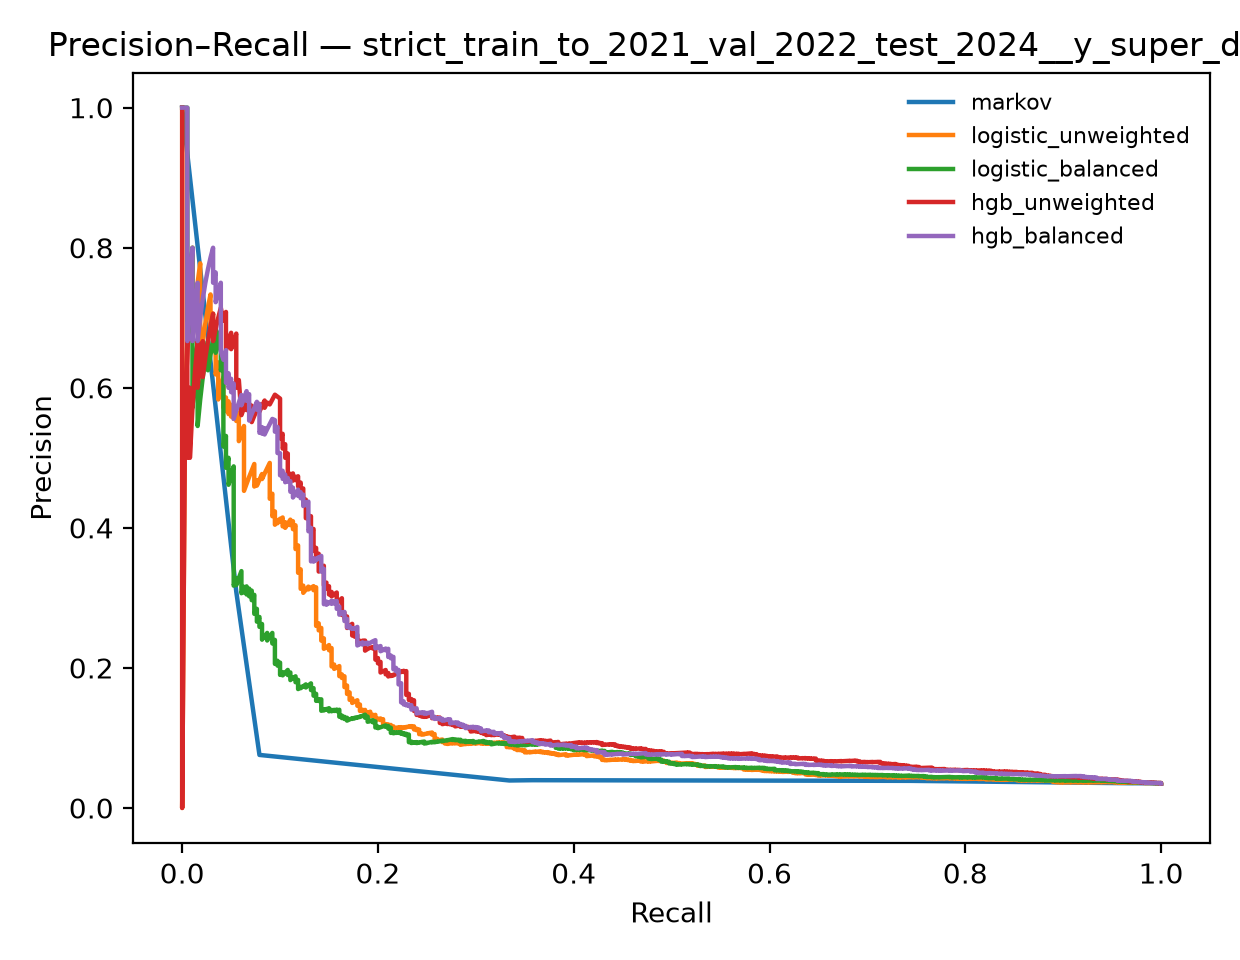 Precision–Recall — strict_train_to_2021_val_2022_test_2024__y_super_d
markov
logistic_unweighted
logistic_balanced
hgb_unweighted
hgb_balanced
1.0
0.8
0.6
0.4
0.2
0.0
Precision
0.0 0.2 0.4 0.6 0.8 1.0
Recall